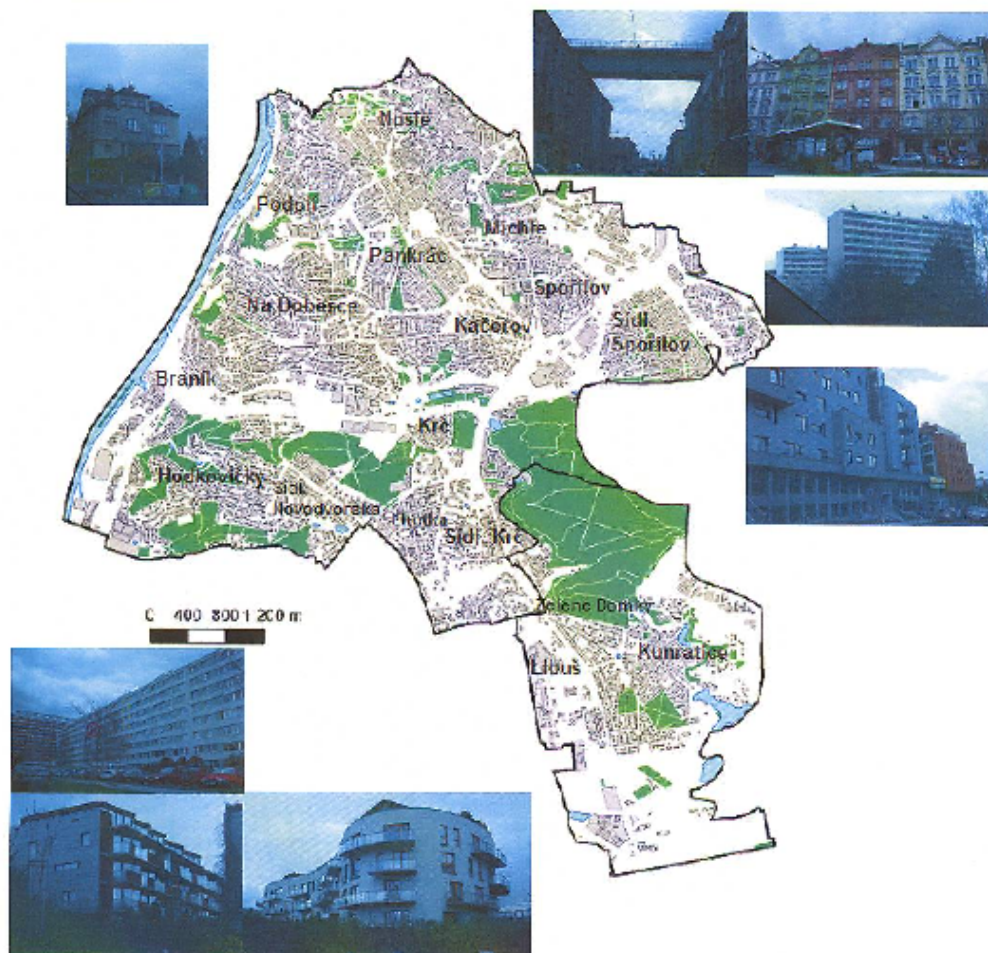 Nusle
Podolí
Michle
Pankrác
Spořilov
Na Dobešce
Kačerov
Sídl.
Spořilov
Braník
Krč
Hodkovičky
Sídl.
Novodvorská
Lhotka
Sídl. Krč
0 400 800 1 200 m
Zelené Domky
Kunratice
Libuš